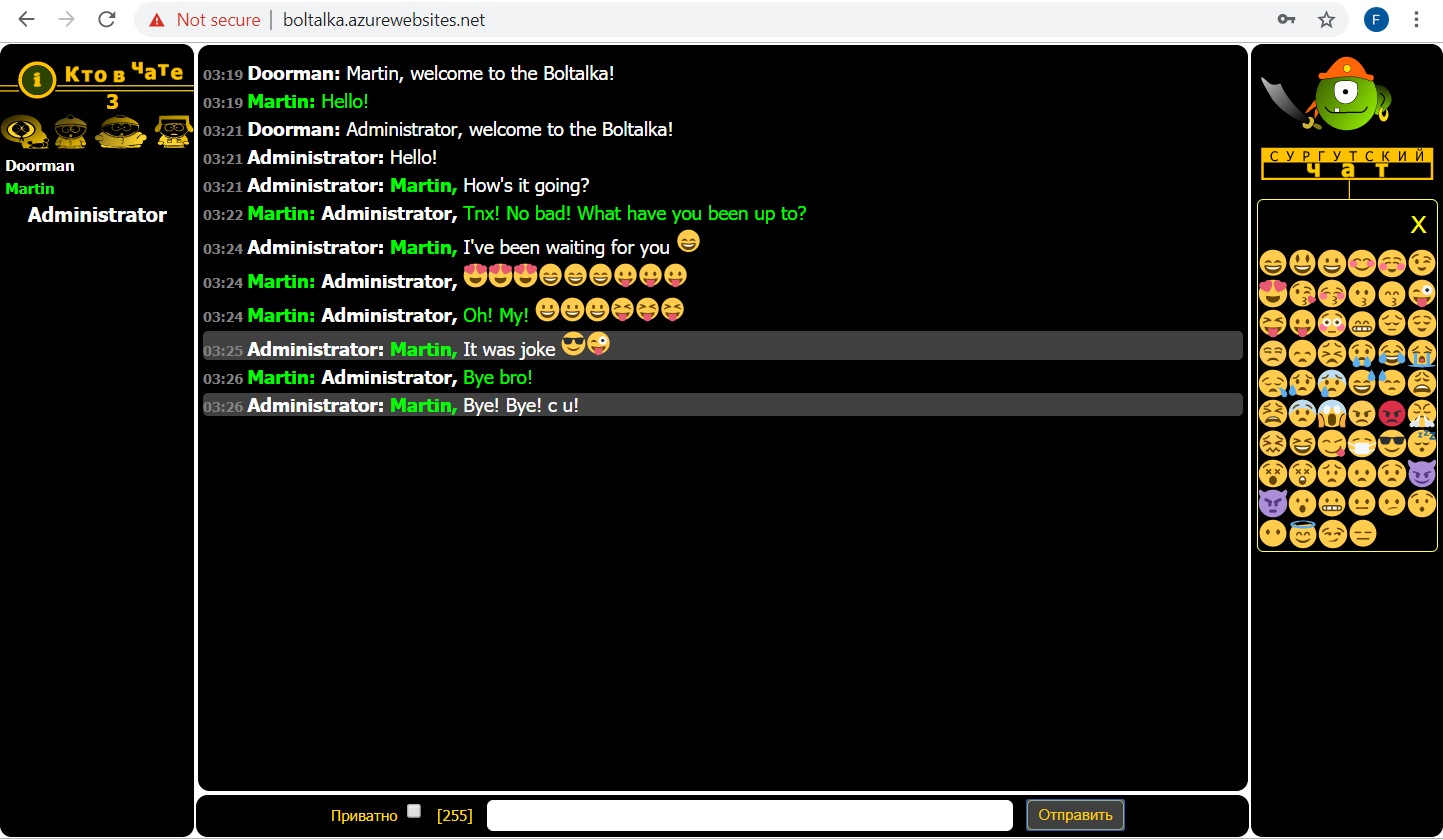 Not secure | boltalka.azurewebsites.net
F
i Кто в чате
3
Doorman
Martin
Administrator
03:19 Doorman: Martin, welcome to the Boltalka!
03:19 Martin: Hello!
03:21 Doorman: Administrator, welcome to the Boltalka!
03:21 Administrator: Hello!
03:21 Administrator: Martin, How's it going?
03:22 Martin: Administrator, Tnx! No bad! What have you been up to?
03:24 Administrator: Martin, I've been waiting for you 😄
03:24 Martin: Administrator, 😍😍😍😄😄😄😛😛😛
03:24 Martin: Administrator, Oh! My! 😀😀😀😝😝😝
03:25 Administrator: Martin, It was joke 😎😜
03:26 Martin: Administrator, Bye bro!
03:26 Administrator: Martin, Bye! Bye! c u!
СУРГУТСКИЙ
чат
X
Приватно [255] Отправить